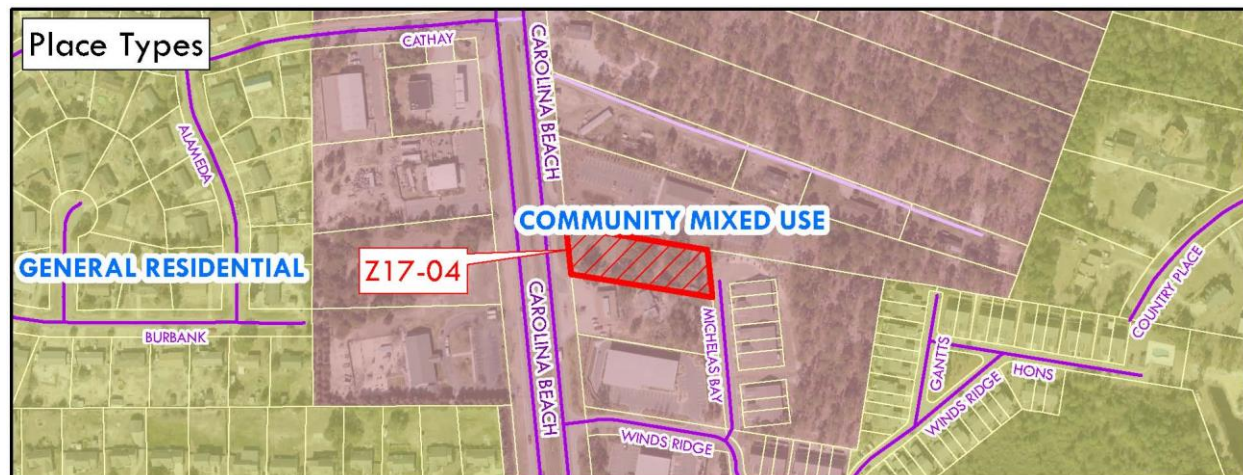 Place Types
CATHAY
CAROLINA BEACH
ALAMEDA
COMMUNITY MIXED USE
GENERAL RESIDENTIAL
Z17-04
COUNTRY PLACE
CAROLINA BEACH
MICHELAS BAY
BURBANK
GANTTS
HONS
WINDS RIDGE
WINDS RIDGE